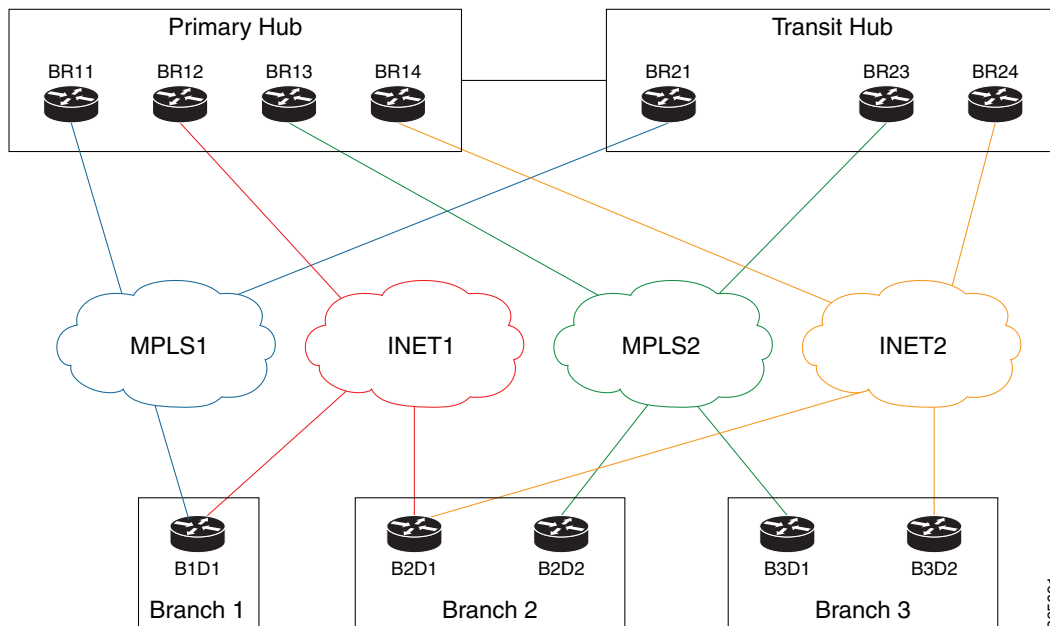 Primary Hub
Transit Hub
BR11
BR12
BR13
BR14
BR21
BR23
BR24
MPLS1
INET1
MPLS2
INET2
B1D1
B2D1
B2D2
B3D1
B3D2
Branch 1
Branch 2
Branch 3